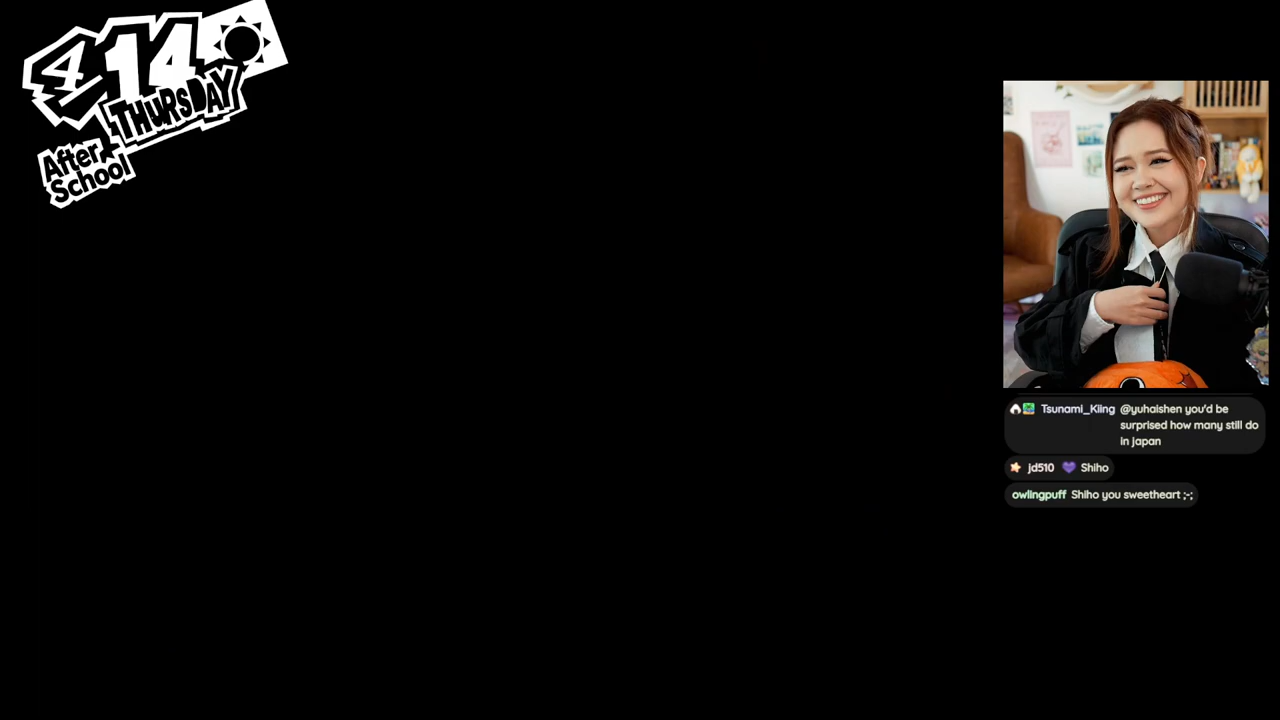 4/14
THURSDAY
After
School
Tsunami_Kiing @yuhaishen you'd be
surprised how many still do
in japan
jd510 Shiho
owlingpuff Shiho you sweetheart ;-;